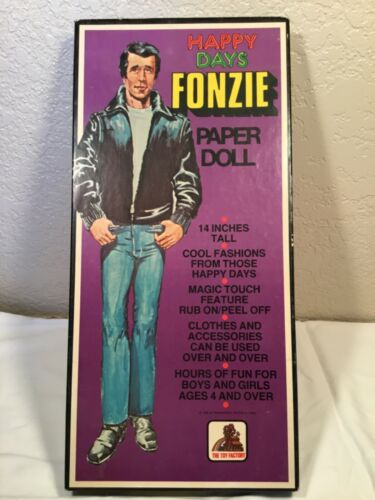 HAPPY
DAYS
FONZIE
PAPER
DOLL
14 INCHES
TALL
COOL FASHIONS
FROM THOSE
HAPPY DAYS
MAGIC TOUCH
FEATURE
RUB ON/PEEL OFF
CLOTHES AND
ACCESSORIES
CAN BE USED
OVER AND OVER
HOURS OF FUN FOR
BOYS AND GIRLS
AGES 4 AND OVER
THE TOY FACTORY